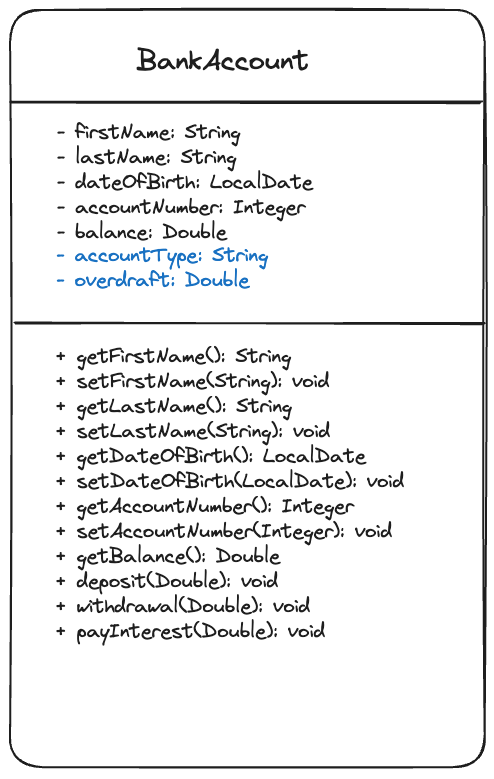 BankAccount
- firstName: String
- lastName: String
- dateOfBirth: LocalDate
- accountNumber: Integer
- balance: Double
- accountType: String
- overdraft: Double
+ getFirstName(): String
+ setFirstName(String): void
+ getLastName(): String
+ setLastName(String): void
+ getDateOfBirth(): LocalDate
+ setDateOfBirth(LocalDate): void
+ getAccountNumber(): Integer
+ setAccountNumber(Integer): void
+ getBalance(): Double
+ deposit(Double): void
+ withdrawal(Double): void
+ payInterest(Double): void